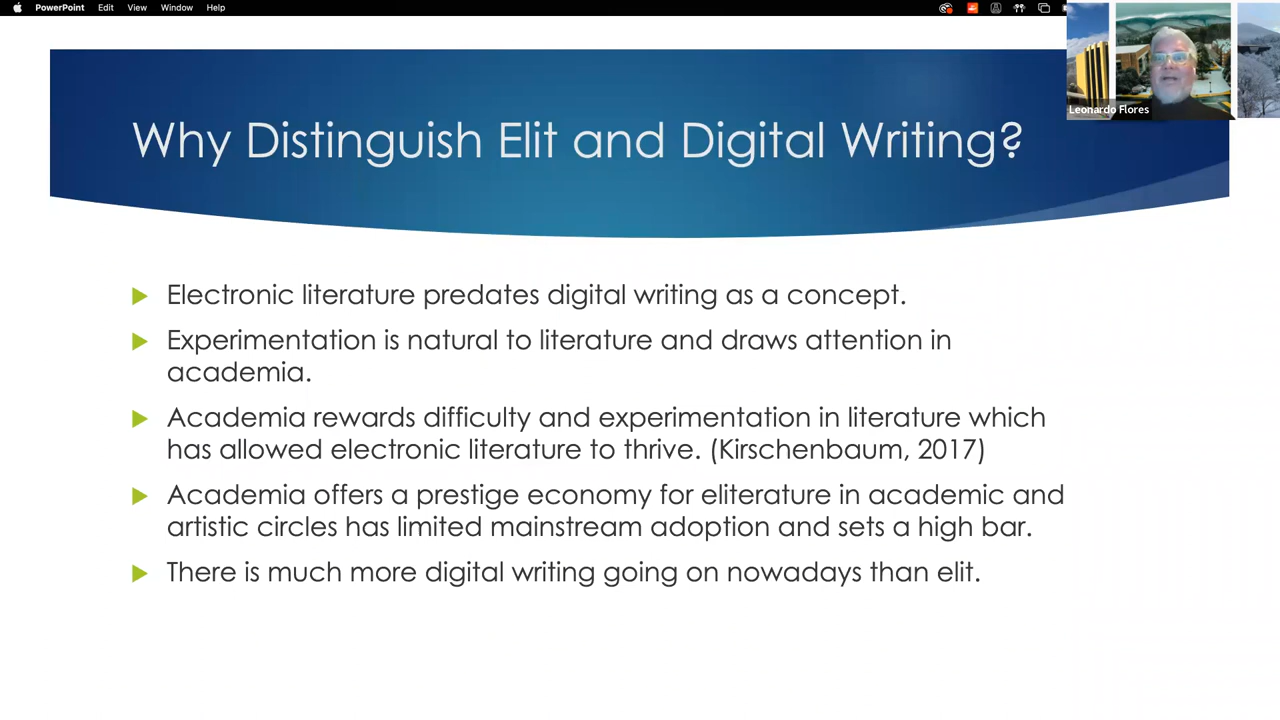 PowerPoint Edit View Window Help
Leonardo Flores
Why Distinguish Elit and Digital Writing?
Electronic literature predates digital writing as a concept.
Experimentation is natural to literature and draws attention in
academia.
Academia rewards difficulty and experimentation in literature which
has allowed electronic literature to thrive. (Kirschenbaum, 2017)
Academia offers a prestige economy for eliterature in academic and
artistic circles has limited mainstream adoption and sets a high bar.
There is much more digital writing going on nowadays than elit.